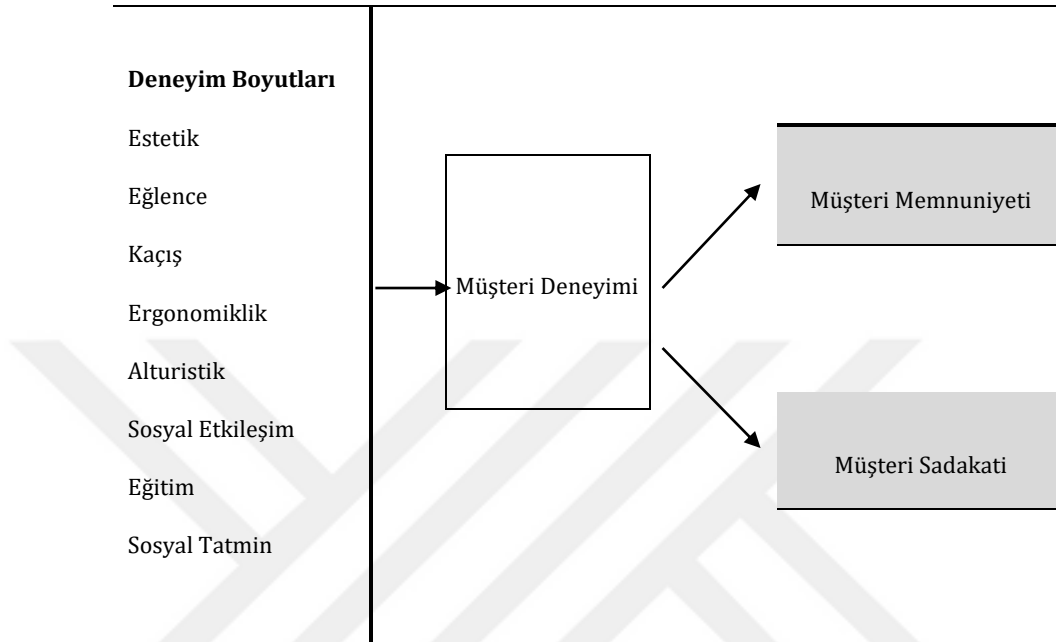 Deneyim Boyutları
Estetik
Eğlence
Kaçış
Ergonomiklik
Alturistik
Sosyal Etkileşim
Eğitim
Sosyal Tatmin
Müşteri Deneyimi
Müşteri Memnuniyeti
Müşteri Sadakati